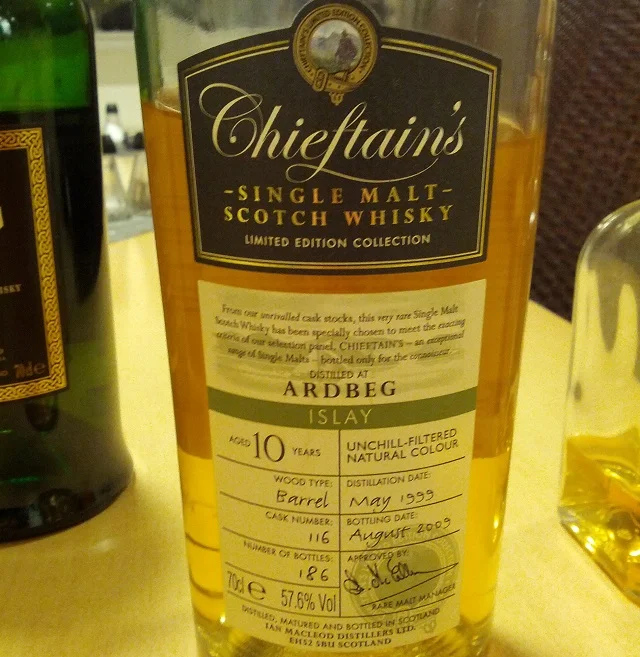 Chieftain's
-SINGLE MALT-
SCOTCH WHISKY
LIMITED EDITION COLLECTION
From our unrivalled cask stocks, this very rare Single Malt
Scotch Whisky has been specially chosen to meet the exacting
criteria of our selection panel. CHIEFTAIN'S – an exceptional
range of Single Malts – bottled only for the connoisseur
DISTILLED AT
ARDBEG
ISLAY
AGED 10 YEARS
UNCHILL-FILTERED
NATURAL COLOUR
WOOD TYPE:
Barrel
DISTILLATION DATE:
May 1999
CASK NUMBER:
116
BOTTLING DATE:
August 2009
NUMBER OF BOTTLES:
186
APPROVED BY:
70cl e 57.6% Vol
RARE MALT MANAGER
DISTILLED, MATURED AND BOTTLED IN SCOTLAND
IAN MACLEOD DISTILLERS LTD.
EH52 5BU SCOTLAND
70cl e